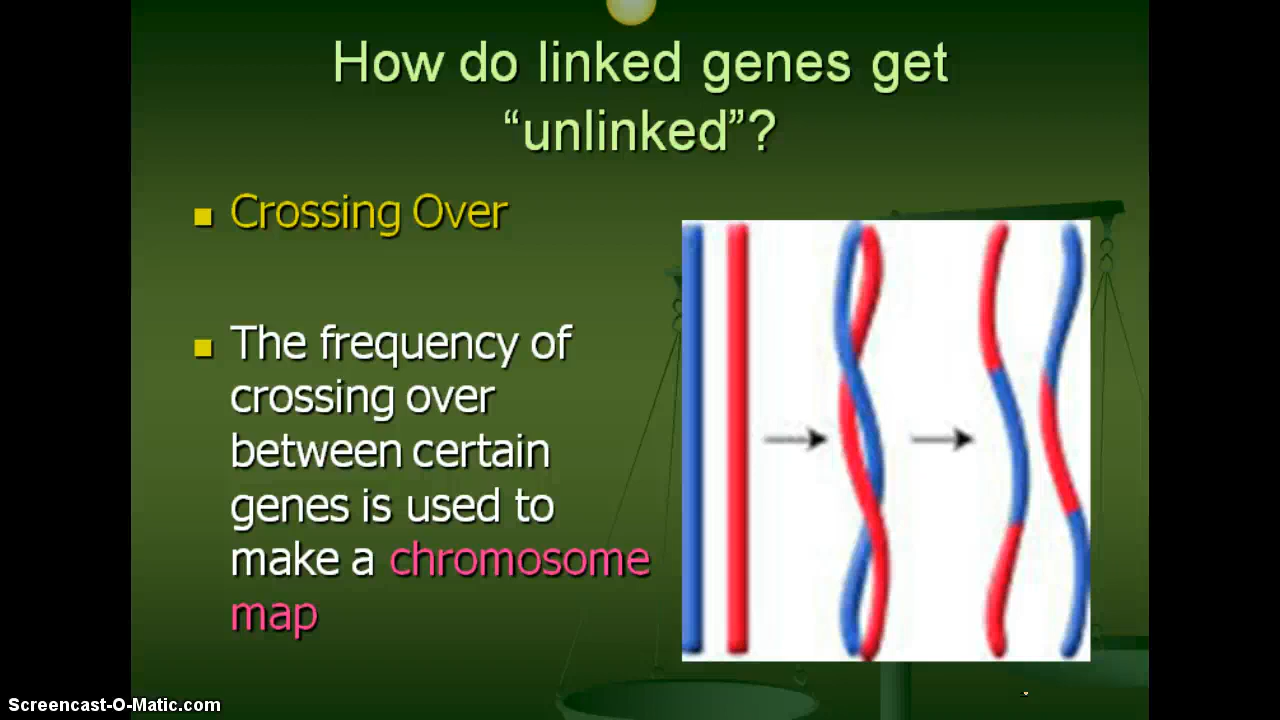 How do linked genes get
“unlinked”?
Crossing Over
The frequency of
crossing over
between certain
genes is used to
make a chromosome
map
Screencast-O-Matic.com